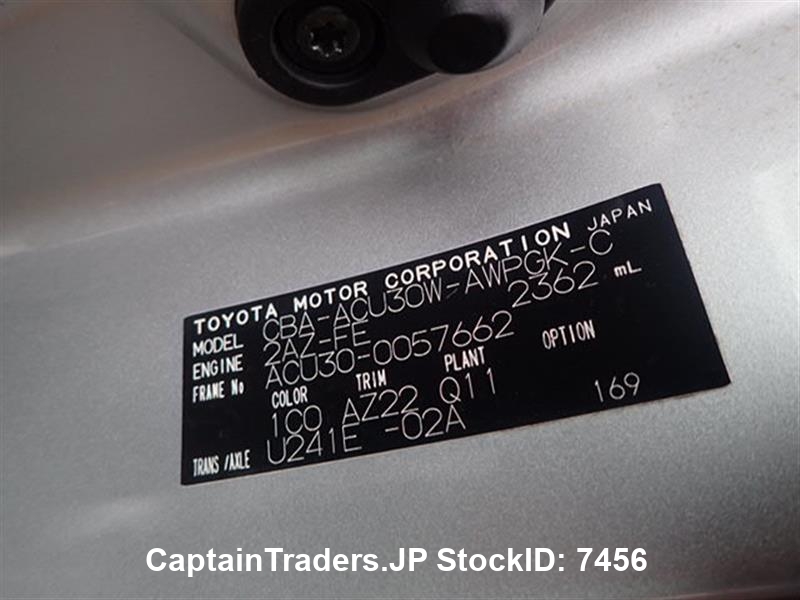 TOYOTA MOTOR CORPORATION JAPAN
MODEL CBA-ACU30W-AWPGK-C
ENGINE 2AZ-FE 2362 mL
FRAME No ACU30-0057662
COLOR TRIM PLANT OPTION
1C0 AZ22 Q11
TRANS/AXLE U241E -02A 169
CaptainTraders.JP StockID: 7456